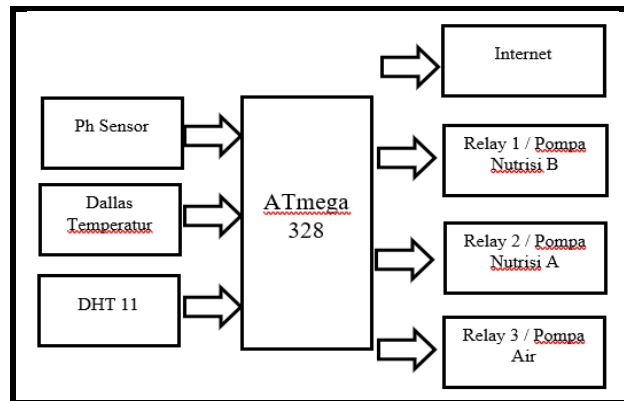 Ph Sensor
Dallas
Temperatur
DHT 11
ATmega
328
Internet
Relay 1 / Pompa
Nutrisi B
Relay 2 / Pompa
Nutrisi A
Relay 3 / Pompa
Air